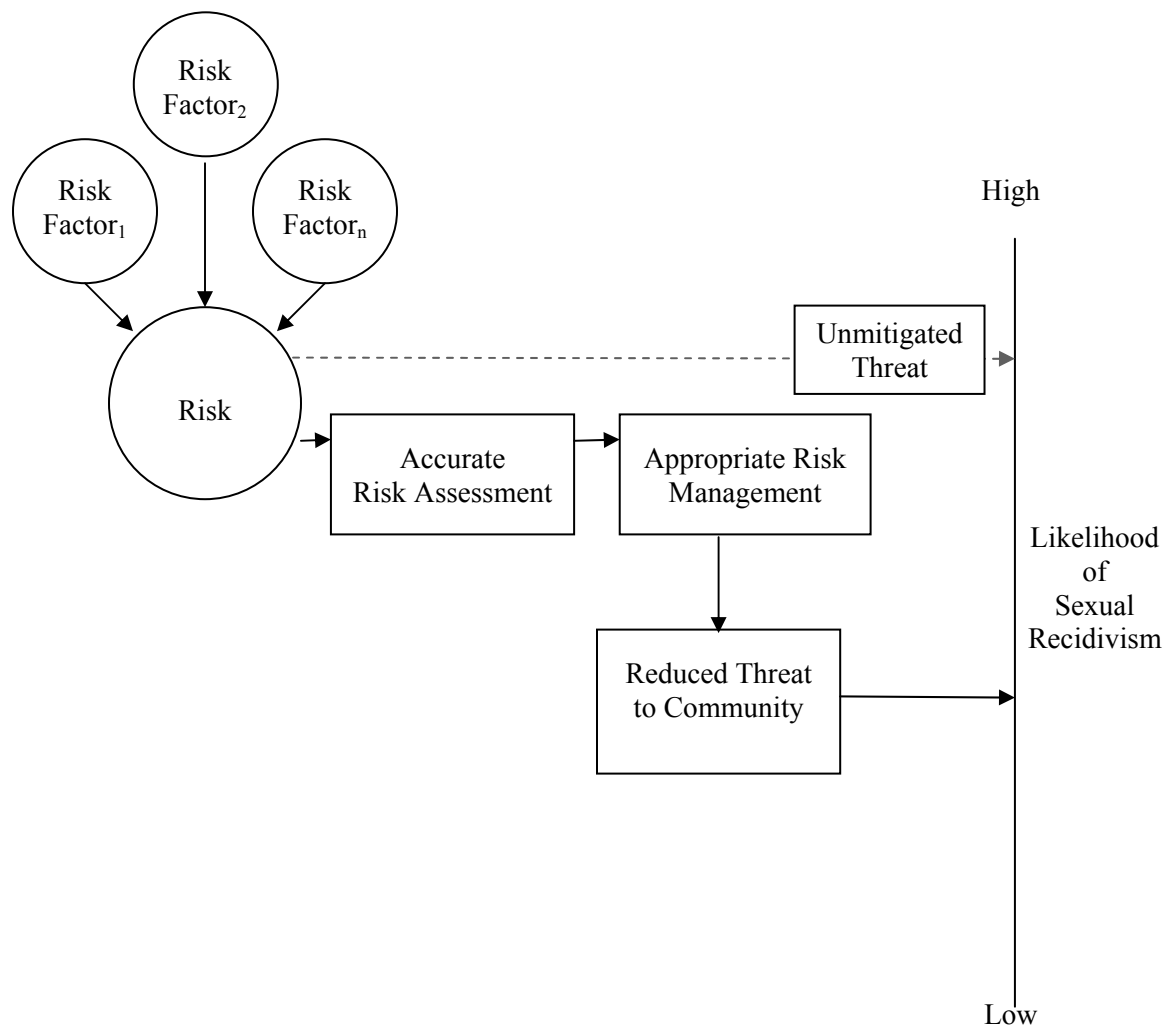 Risk
Factor₂
Risk
Factor₁
Risk
Factorₙ
High
Unmitigated
Threat
Risk
Accurate
Risk Assessment
Appropriate Risk
Management
Likelihood
of
Sexual
Recidivism
Reduced Threat
to Community
Low